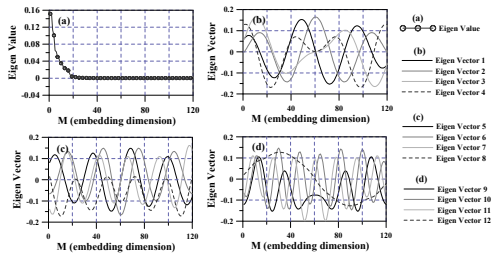 (a)
Eigen Value
0.16
0.12
0.08
0.04
0
-0.04
0 20 40 60 80 100 120
M (embedding dimension)
(b)
Eigen Vector
0.2
0.1
0
-0.1
-0.2
0 20 40 60 80 100 120
M (embedding dimension)
(c)
Eigen Vector
0.2
0.1
0
-0.1
-0.2
0 20 40 60 80 100 120
M (embedding dimension)
(d)
Eigen Vector
0.2
0.1
0
-0.1
-0.2
0 20 40 60 80 100 120
M (embedding dimension)
(a)
Eigen Value
(b)
Eigen Vector 1
Eigen Vector 2
Eigen Vector 3
Eigen Vector 4
(c)
Eigen Vector 5
Eigen Vector 6
Eigen Vector 7
Eigen Vector 8
(d)
Eigen Vector 9
Eigen Vector 10
Eigen Vector 11
Eigen Vector 12